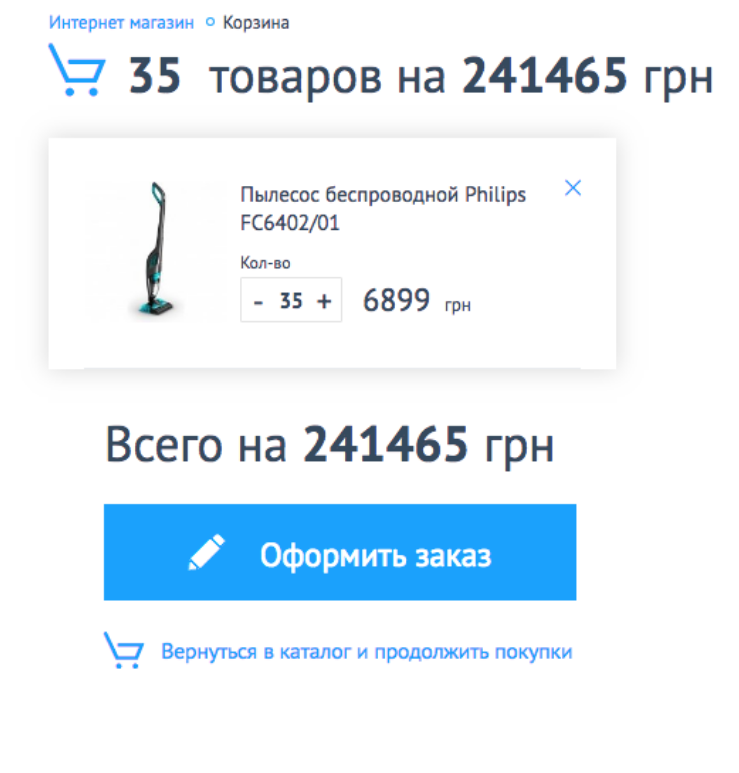 Интернет магазин Корзина
35 товаров на 241465 грн
Пылесос беспроводной Philips
FC6402/01
Кол-во
- 35 + 6899 грн
Всего на 241465 грн
Оформить заказ
Вернуться в каталог и продолжить покупки